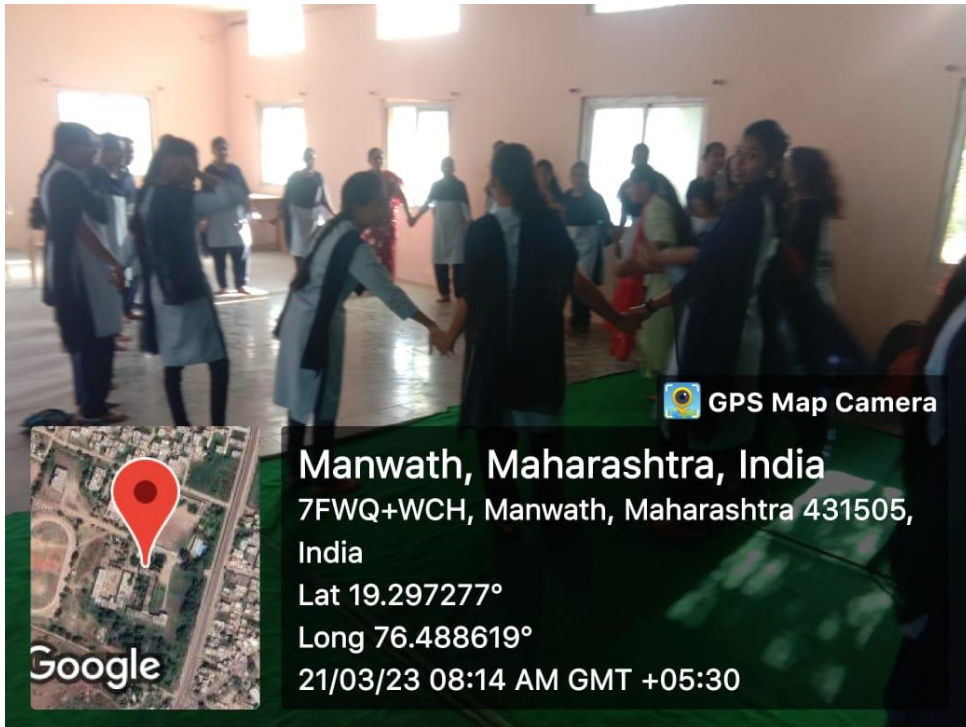 GPS Map Camera
Manwath, Maharashtra, India
7FWQ+WCH, Manwath, Maharashtra 431505,
India
Lat 19.297277°
Long 76.488619°
21/03/23 08:14 AM GMT +05:30
Google